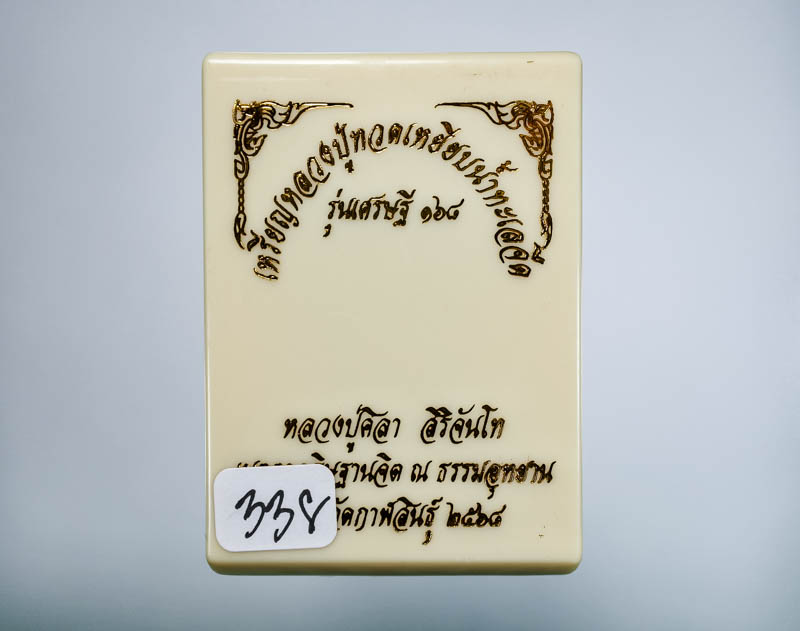 เหรียญหลวงปู่ทวดเหยียบน้ำทะเลจืด
รุ่นเศรษฐี ๑๖๘
หลวงปู่ศิลา สิริจันโท
ฐานจิต ณ ธรรมอุทยาน
กาฬสินธุ์ ๒๕๖๘
338